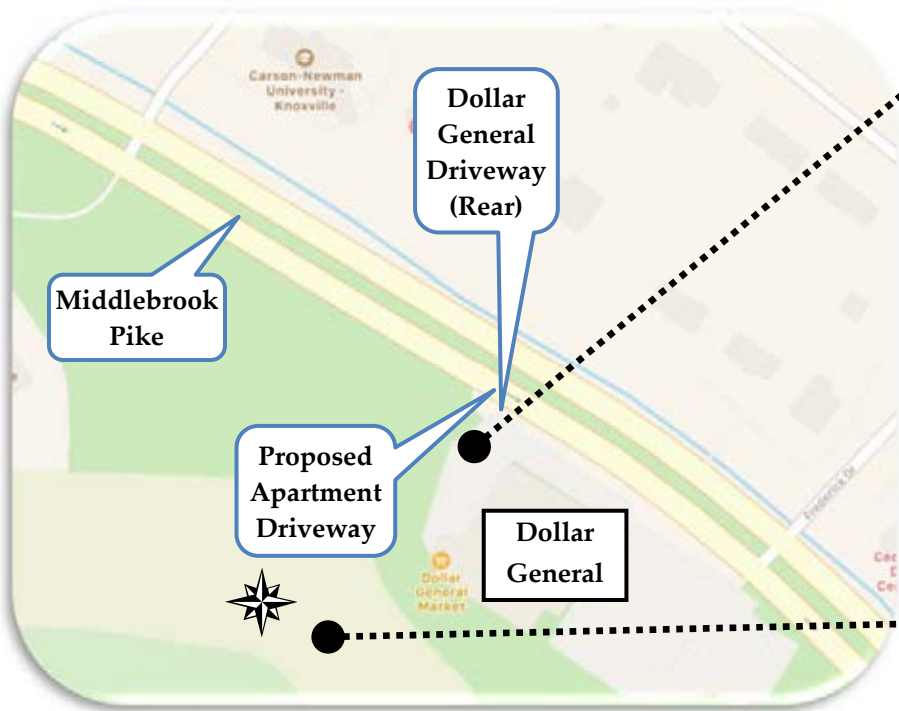 Carson-Newman
University -
Knoxville
Dollar
General
Driveway
(Rear)
Middlebrook
Pike
Proposed
Apartment
Driveway
Dollar
General
Frederick Dr
Dollar
General
Market